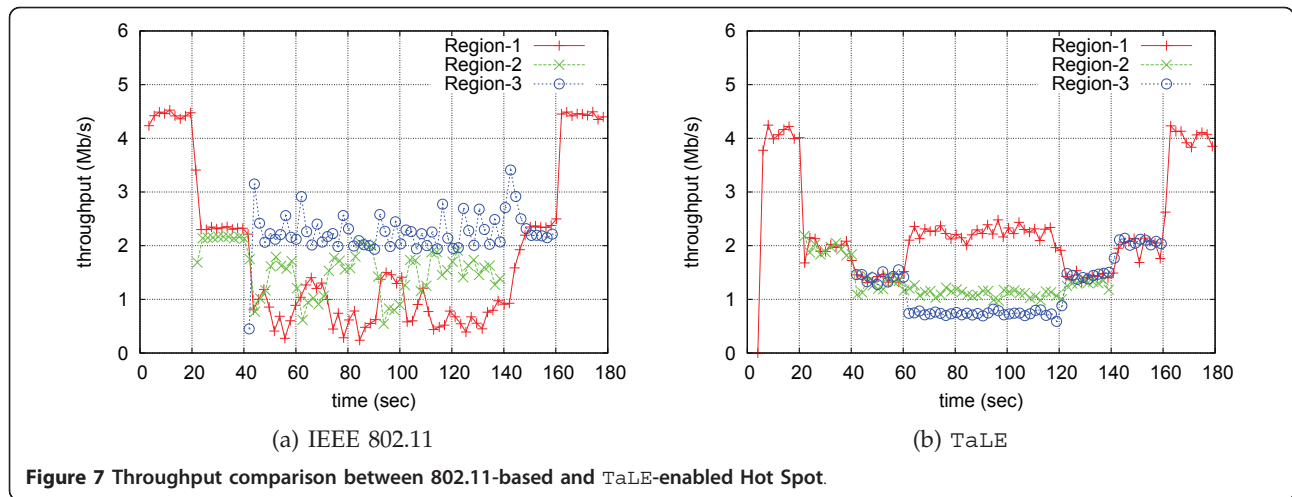 6
5
4
3
2
1
0
throughput (Mb/s)
Region-1
Region-2
Region-3
0 20 40 60 80 100 120 140 160 180
time (sec)
(a) IEEE 802.11
6
5
4
3
2
1
0
throughput (Mb/s)
Region-1
Region-2
Region-3
0 20 40 60 80 100 120 140 160 180
time (sec)
(b) TaLE
Figure 7 Throughput comparison between 802.11-based and TaLE-enabled Hot Spot.